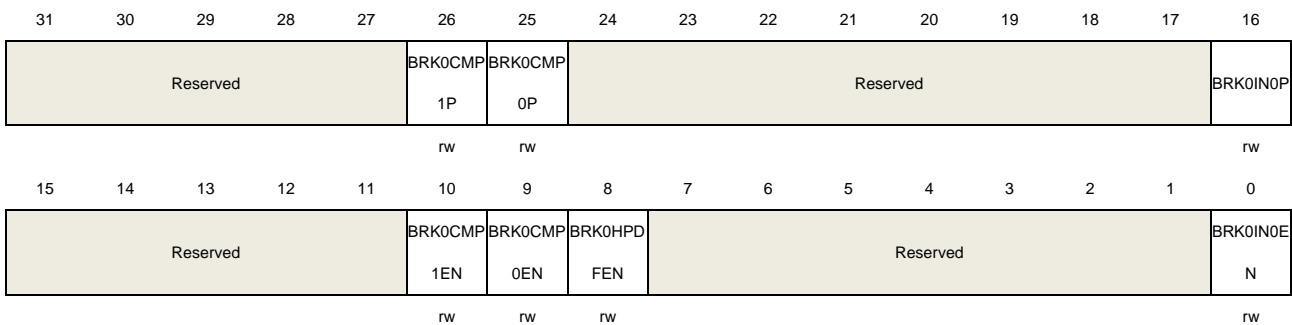 31 30 29 28 27 26 25 24 23 22 21 20 19 18 17 16
Reserved
BRK0CMP
1P
BRK0CMP
0P
Reserved
BRK0IN0P
rw rw rw
15 14 13 12 11 10 9 8 7 6 5 4 3 2 1 0
Reserved
BRK0CMP
1EN
BRK0CMP
0EN
BRK0HPD
FEN
Reserved
BRK0IN0E
N
rw rw rw rw